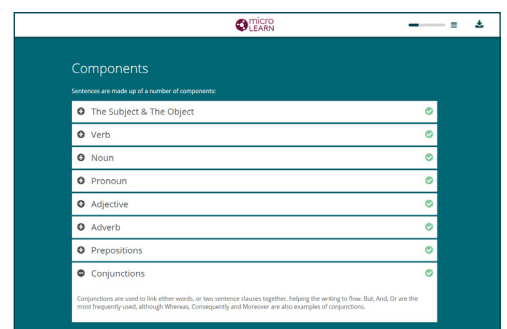 micro
LEARN
Components
Sentences are made up of a number of components:
The Subject & The Object
Verb
Noun
Pronoun
Adjective
Adverb
Prepositions
Conjunctions
Conjunctions are used to link either words, or two sentence clauses together, helping the writing to flow. But, And, Or are the
most frequently used, although Whereas, Consequently and Moreover are also examples of conjunctions.